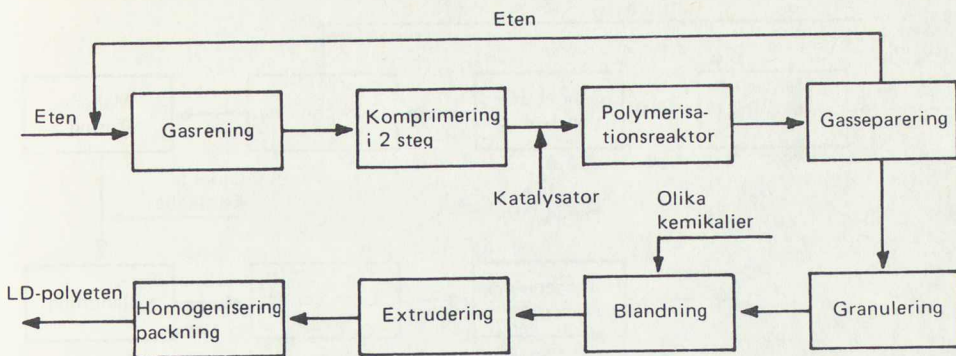 Eten
Eten
Gasrening
Komprimering
i 2 steg
Polymerisa-
tionsreaktor
Gasseparering
Katalysator
Olika
kemikalier
LD-polyeten
Homogenisering
packning
Extrudering
Blandning
Granulering